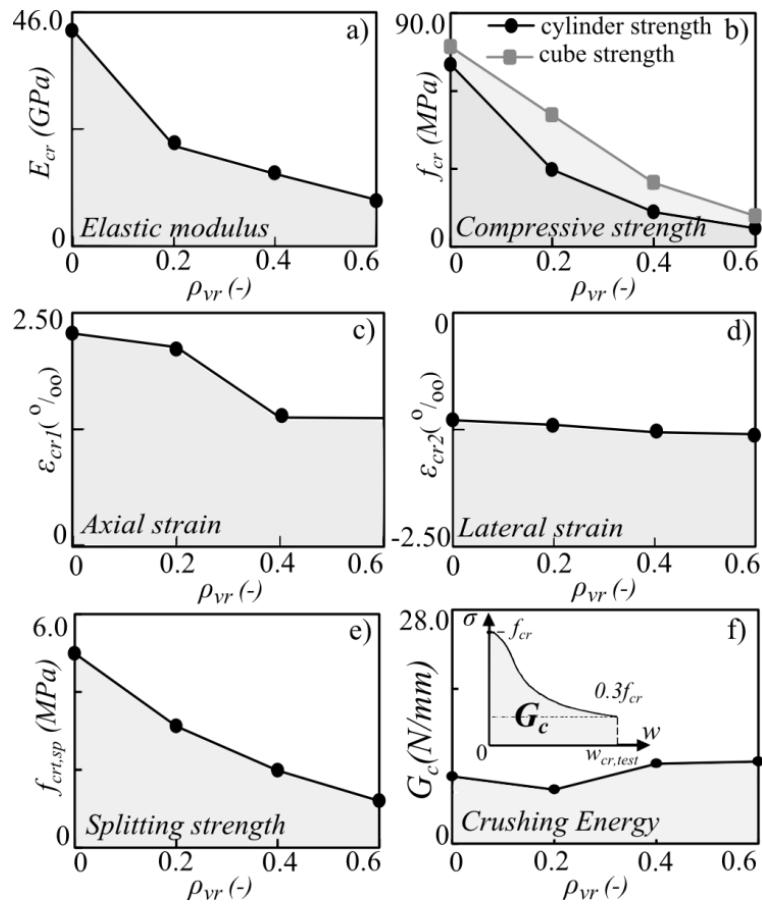 46.0
a)
E_cr (GPa)
Elastic modulus
0
0 0.2 0.4 0.6
ρ_vr (-)
90.0
cylinder strength
b)
cube strength
f_cr (MPa)
Compressive strength
0
0 0.2 0.4 0.6
ρ_vr (-)
2.50
c)
ε_cr1(⁰/₀₀)
Axial strain
0
0 0.2 0.4 0.6
ρ_vr (-)
0
d)
ε_cr2(⁰/₀₀)
Lateral strain
-2.50
0 0.2 0.4 0.6
ρ_vr (-)
6.0
e)
f_crt,sp (MPa)
Splitting strength
0
0 0.2 0.4 0.6
ρ_vr (-)
28.0
f)
σ
f_cr
0.3f_cr
G_c
w
0
w_cr,test
G_c(N/mm)
Crushing Energy
0
0 0.2 0.4 0.6
ρ_vr (-)